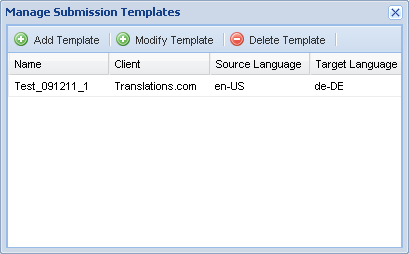 Manage Submission Templates
Add Template Modify Template Delete Template
Name Client Source Language Target Language
Test_091211_1 Translations.com en-US de-DE